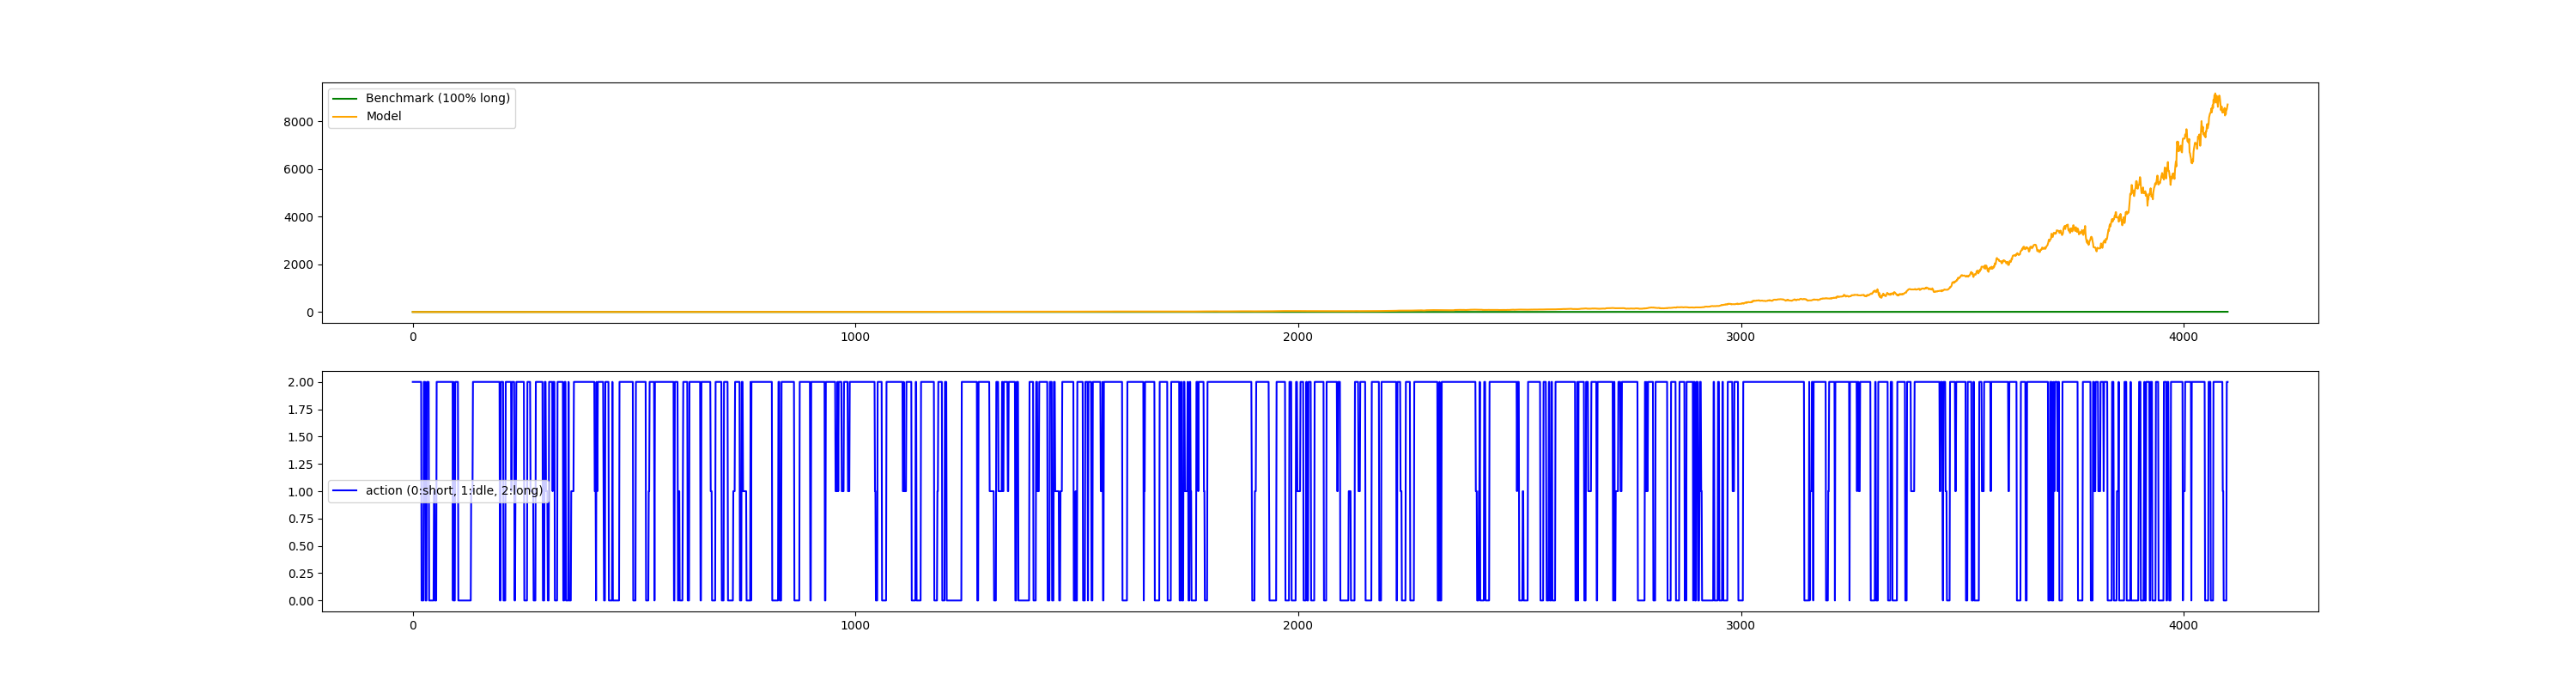 Benchmark (100% long)
Model
8000
6000
4000
2000
0
0 1000 2000 3000 4000
2.00
1.75
1.50
1.25
1.00
0.75
0.50
0.25
0.00
action (0:short, 1:idle, 2:long)
0 1000 2000 3000 4000